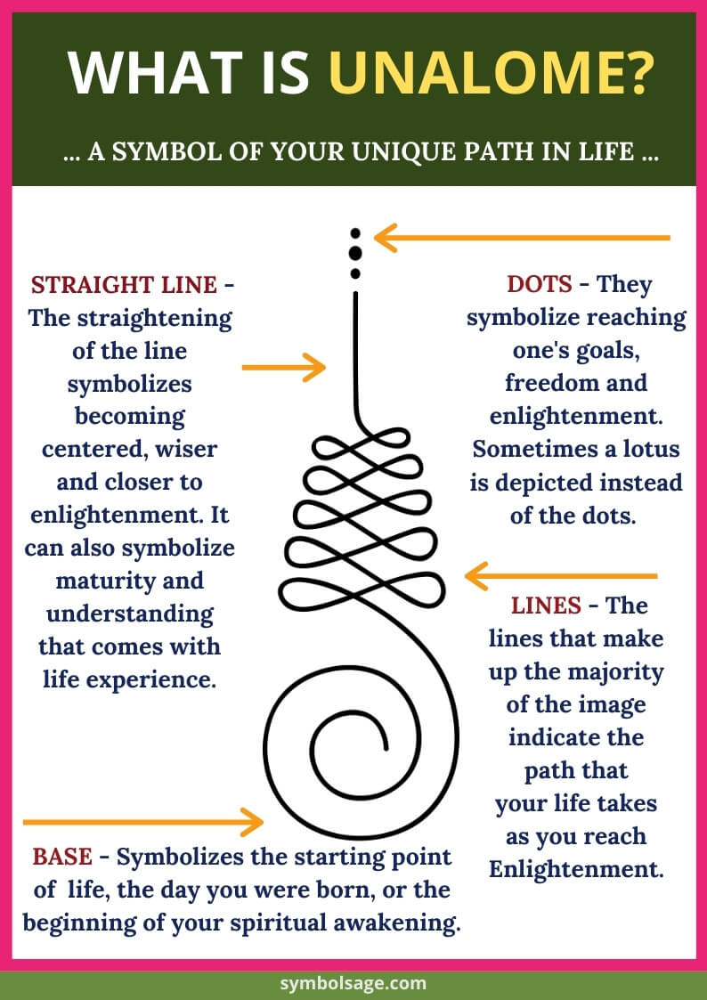 WHAT IS UNALOME?
... A SYMBOL OF YOUR UNIQUE PATH IN LIFE ...
STRAIGHT LINE -
The straightening
of the line
symbolizes
becoming
centered, wiser
and closer to
enlightenment. It
can also symbolize
maturity and
understanding
that comes with
life experience.
DOTS - They
symbolize reaching
one's goals,
freedom and
enlightenment.
Sometimes a lotus
is depicted instead
of the dots.
LINES - The
lines that make
up the majority
of the image
indicate the
path that
your life takes
as you reach
Enlightenment.
BASE - Symbolizes the starting point
of life, the day you were born, or the
beginning of your spiritual awakening.
symbolsage.com